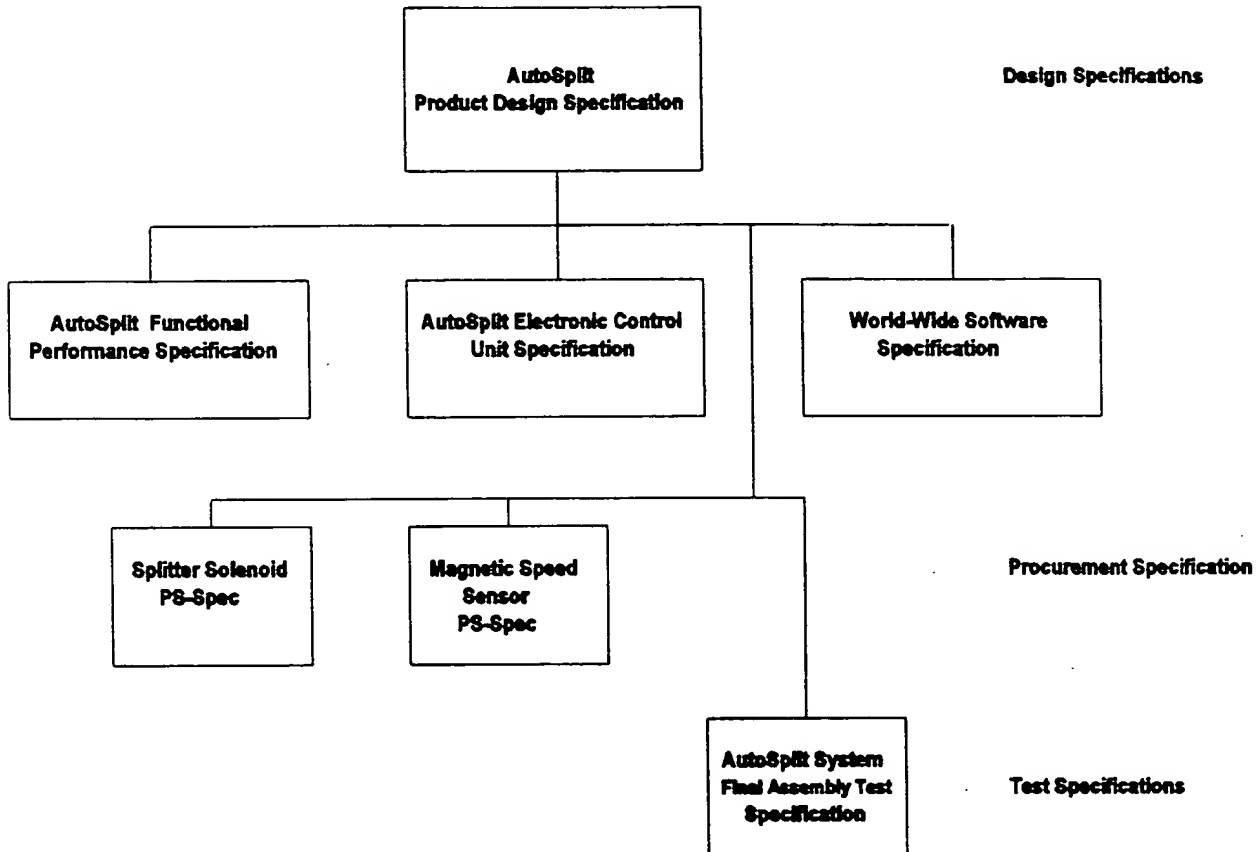 AutoSplit
Product Design Specification
Design Specifications
AutoSplit Functional
Performance Specification
AutoSplit Electronic Control
Unit Specification
World-Wide Software
Specification
Splitter Solenoid
PS-Spec
Magnetic Speed
Sensor
PS-Spec
Procurement Specification
AutoSplit System
Final Assembly Test
Specification
Test Specifications